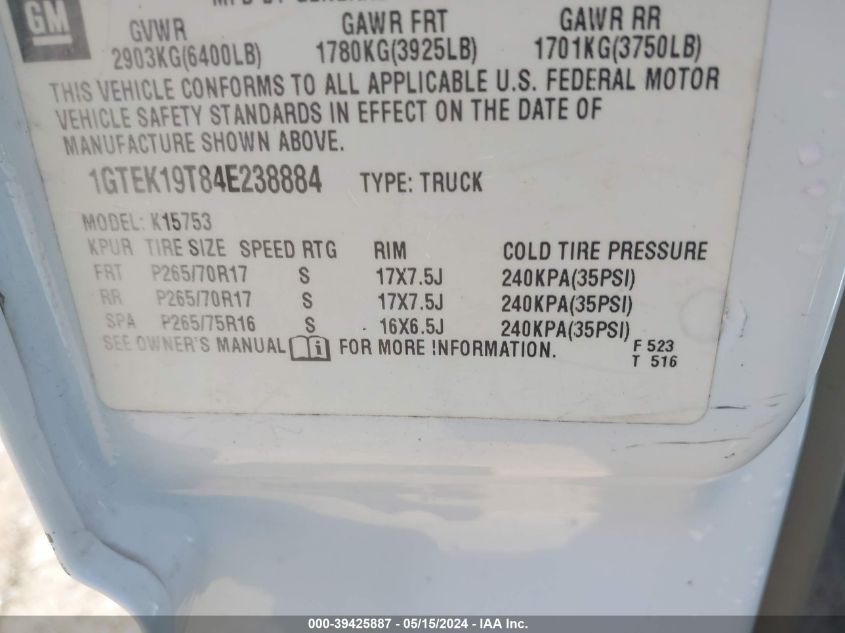 GM
GVWR GAWR FRT GAWR RR
2903KG(6400LB) 1780KG(3925LB) 1701KG(3750LB)
THIS VEHICLE CONFORMS TO ALL APPLICABLE U.S. FEDERAL MOTOR
VEHICLE SAFETY STANDARDS IN EFFECT ON THE DATE OF
MANUFACTURE SHOWN ABOVE.
1GTEK19T84E238884 TYPE: TRUCK
MODEL: K15753
KPUR TIRE SIZE SPEED RTG RIM COLD TIRE PRESSURE
FRT P265/70R17 S 17X7.5J 240KPA(35PSI)
RR P265/70R17 S 17X7.5J 240KPA(35PSI)
SPA P265/75R16 S 16X6.5J 240KPA(35PSI)
SEE OWNER'S MANUAL FOR MORE INFORMATION. F 523
T 516
000-39425887 - 05/15/2024 - IAA Inc.